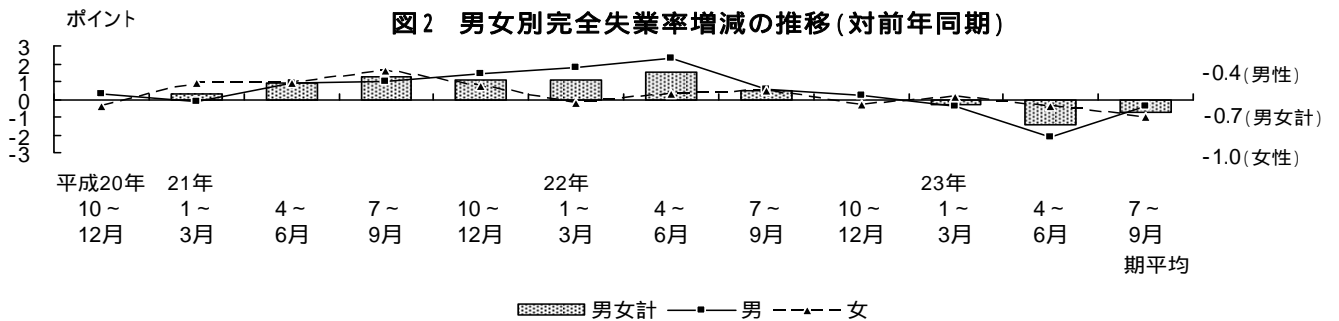 ポイント
図2 男女別完全失業率増減の推移(対前年同期)
3
2
1
0
-1
-2
-3
-0.4(男性)
-0.7(男女計)
-1.0(女性)
平成20年 21年 22年 23年
10～ 1～ 4～ 7～ 10～ 1～ 4～ 7～ 10～ 1～ 4～ 7～
12月 3月 6月 9月 12月 3月 6月 9月 12月 3月 6月 9月
期平均
男女計 男 女